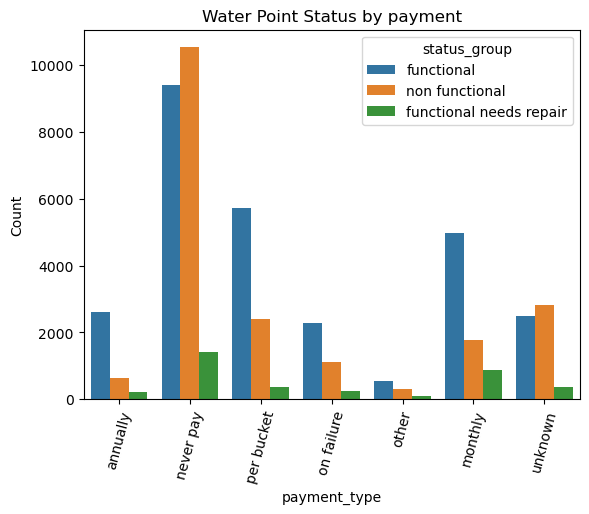 Water Point Status by payment
status_group
functional
non functional
functional needs repair
Count
10000
8000
6000
4000
2000
0
annually
never pay
per bucket
on failure
other
monthly
unknown
payment_type